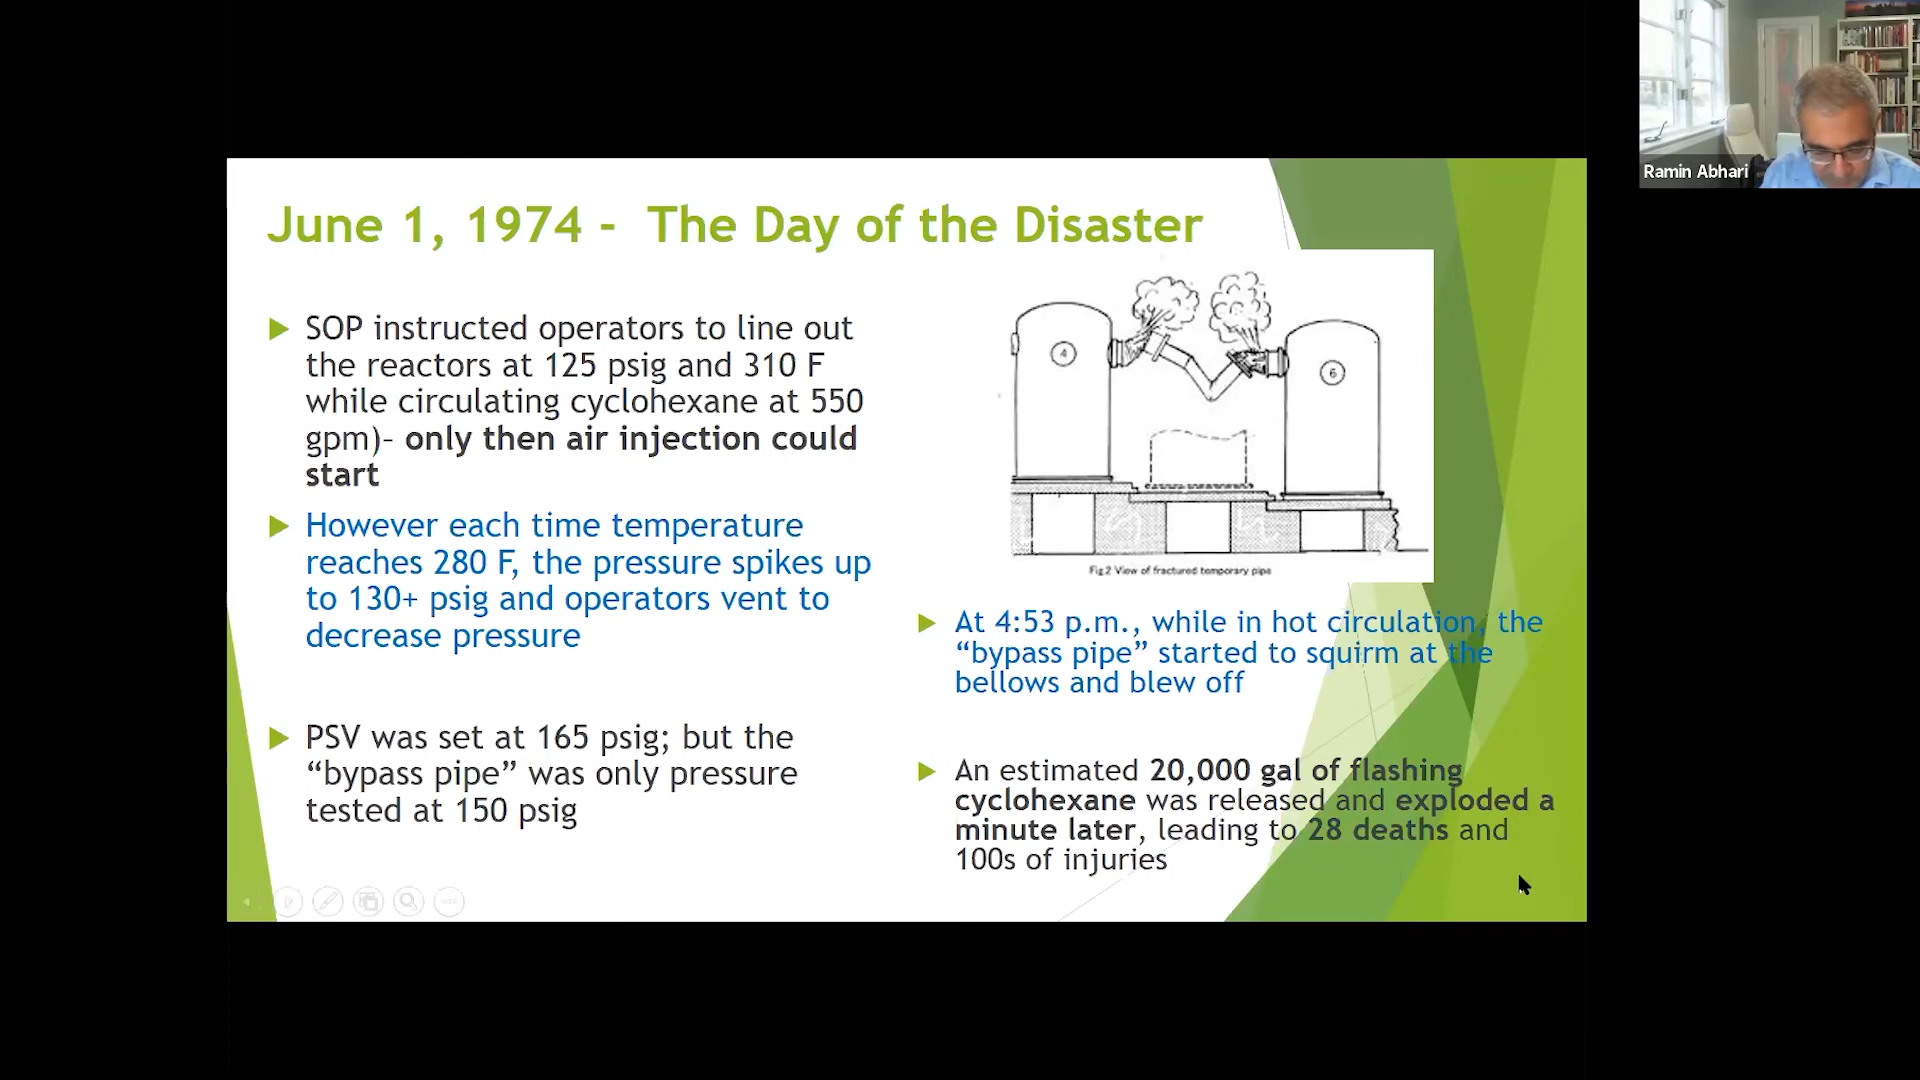 Ramin Abhari
June 1, 1974 - The Day of the Disaster
SOP instructed operators to line out
the reactors at 125 psig and 310 F
while circulating cyclohexane at 550
gpm)– only then air injection could
start
However each time temperature
reaches 280 F, the pressure spikes up
to 130+ psig and operators vent to
decrease pressure
PSV was set at 165 psig; but the
“bypass pipe” was only pressure
tested at 150 psig
4
6
Fig.2 View of fractured temporary pipe
At 4:53 p.m., while in hot circulation, the
“bypass pipe” started to squirm at the
bellows and blew off
An estimated 20,000 gal of flashing
cyclohexane was released and exploded a
minute later, leading to 28 deaths and
100s of injuries